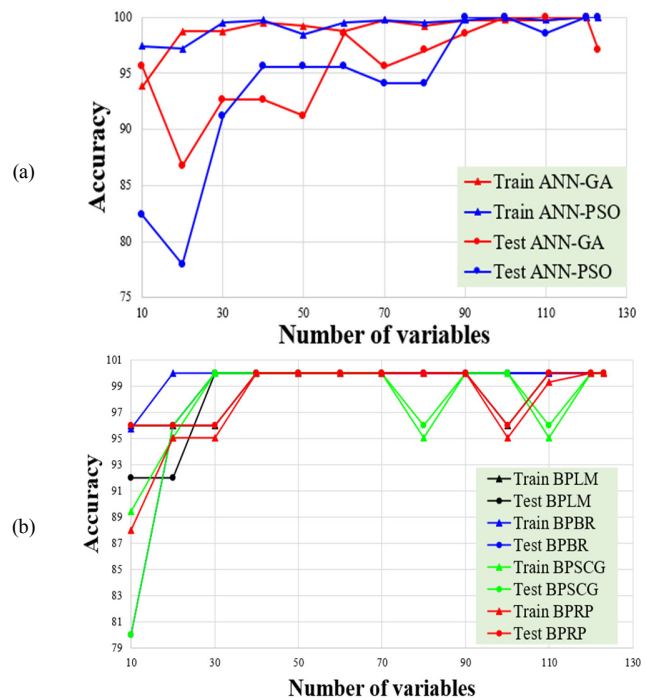 (a)
Accuracy
100
95
90
85
80
75
10 30 50 70 90 110 130
Number of variables
Train ANN-GA
Train ANN-PSO
Test ANN-GA
Test ANN-PSO
(b)
Accuracy
101
99
97
95
93
91
89
87
85
83
81
79
10 30 50 70 90 110 130
Number of variables
Train BPLM
Test BPLM
Train BPBR
Test BPBR
Train BPSCG
Test BPSCG
Train BPRP
Test BPRP